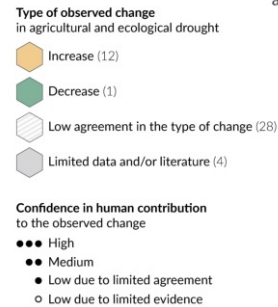 Type of observed change
in agricultural and ecological drought
Increase (12)
Decrease (1)
Low agreement in the type of change (28)
Limited data and/or literature (4)
Confidence in human contribution
to the observed change
●●● High
●● Medium
● Low due to limited agreement
○ Low due to limited evidence